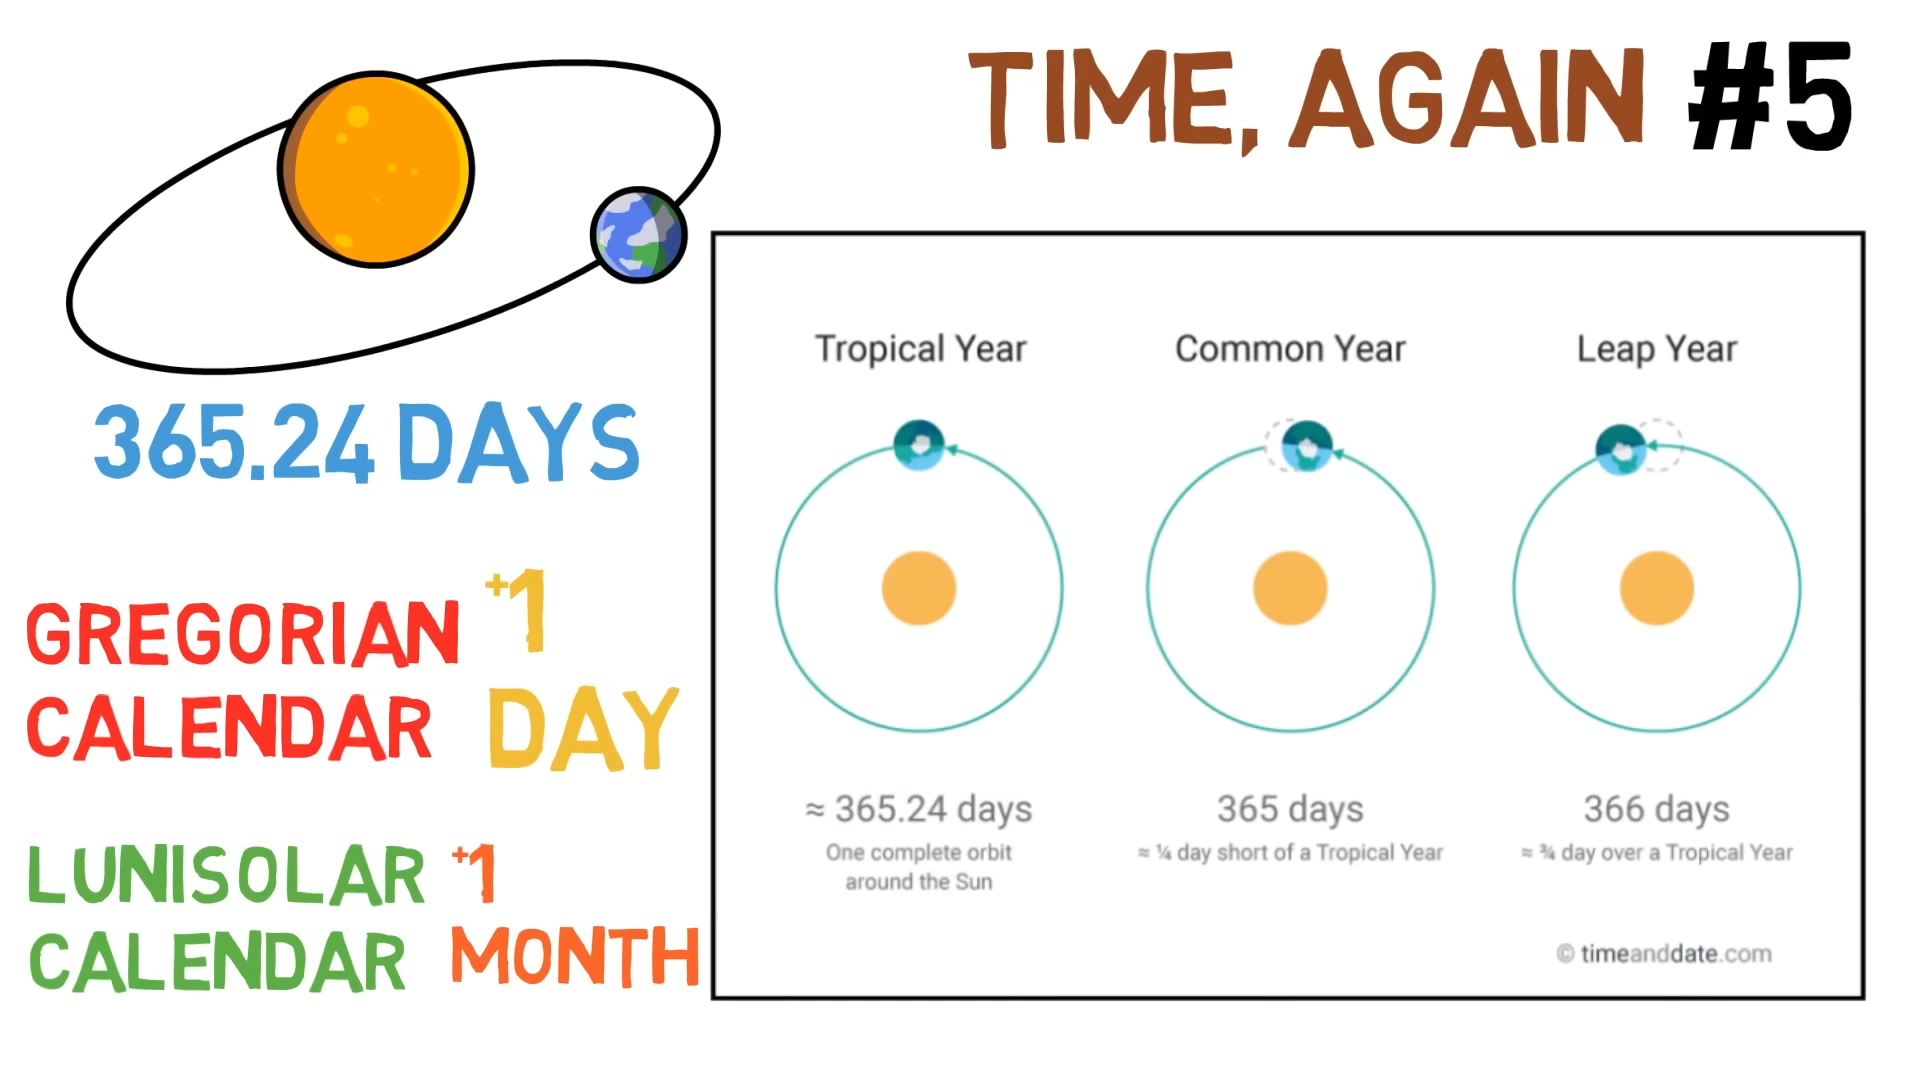 TIME, AGAIN #5
365.24 DAYS
GREGORIAN +1
CALENDAR DAY
LUNISOLAR +1
CALENDAR MONTH
Tropical Year
≈ 365.24 days
One complete orbit
around the Sun
Common Year
365 days
≈ ¼ day short of a Tropical Year
Leap Year
366 days
≈ ¾ day over a Tropical Year
© timeanddate.com